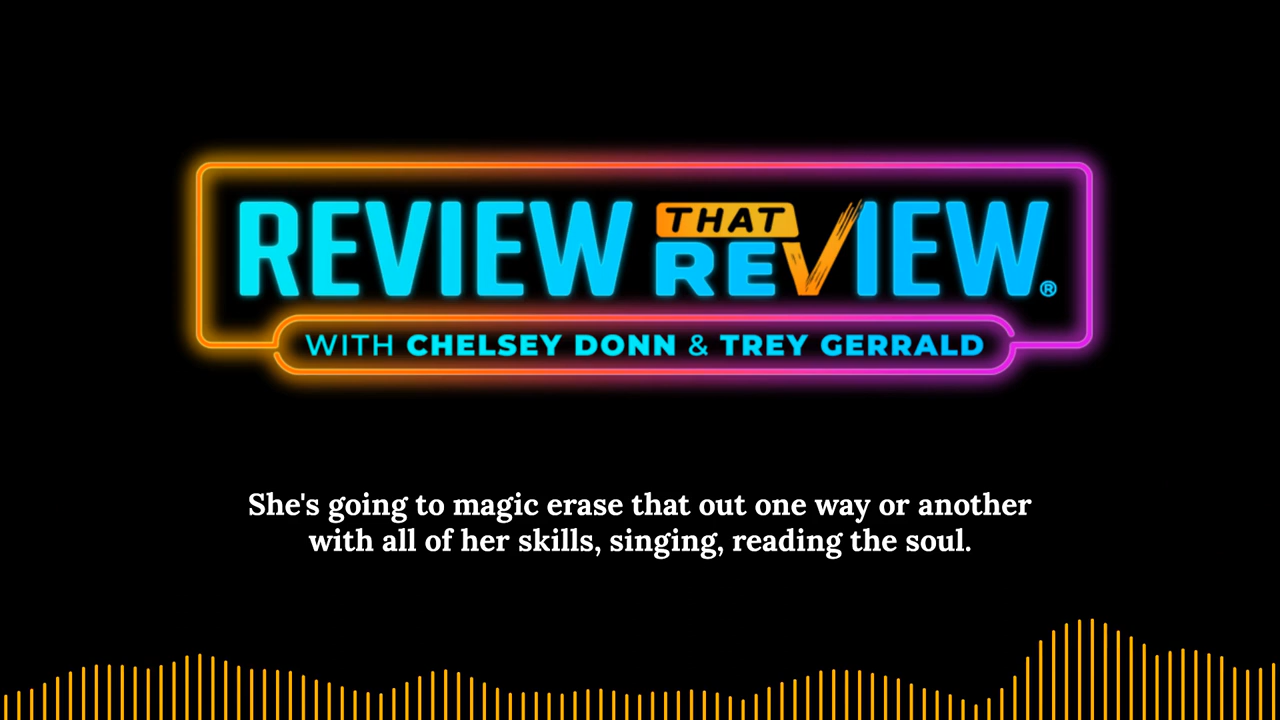 REVIEW THAT REVIEW®
WITH CHELSEY DONN & TREY GERRALD
She's going to magic erase that out one way or another
with all of her skills, singing, reading the soul.